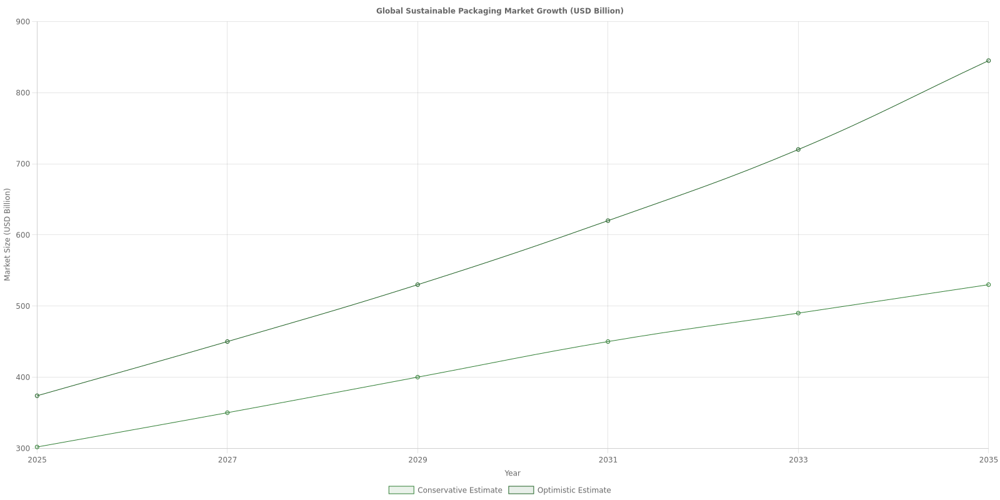 Global Sustainable Packaging Market Growth (USD Billion)
900
800
700
600
500
400
300
Market Size (USD Billion)
2025 2027 2029 2031 2033 2035
Year
Conservative Estimate Optimistic Estimate